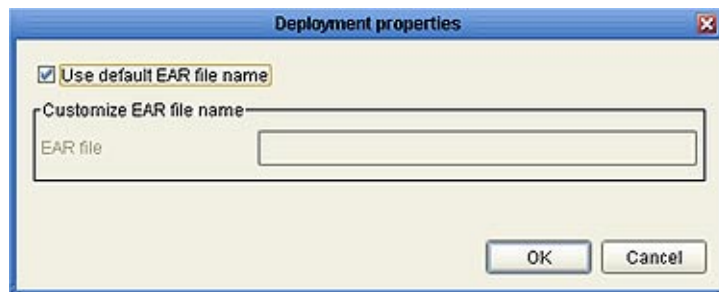 Deployment properties
Use default EAR file name
Customize EAR file name
EAR file
OK
Cancel